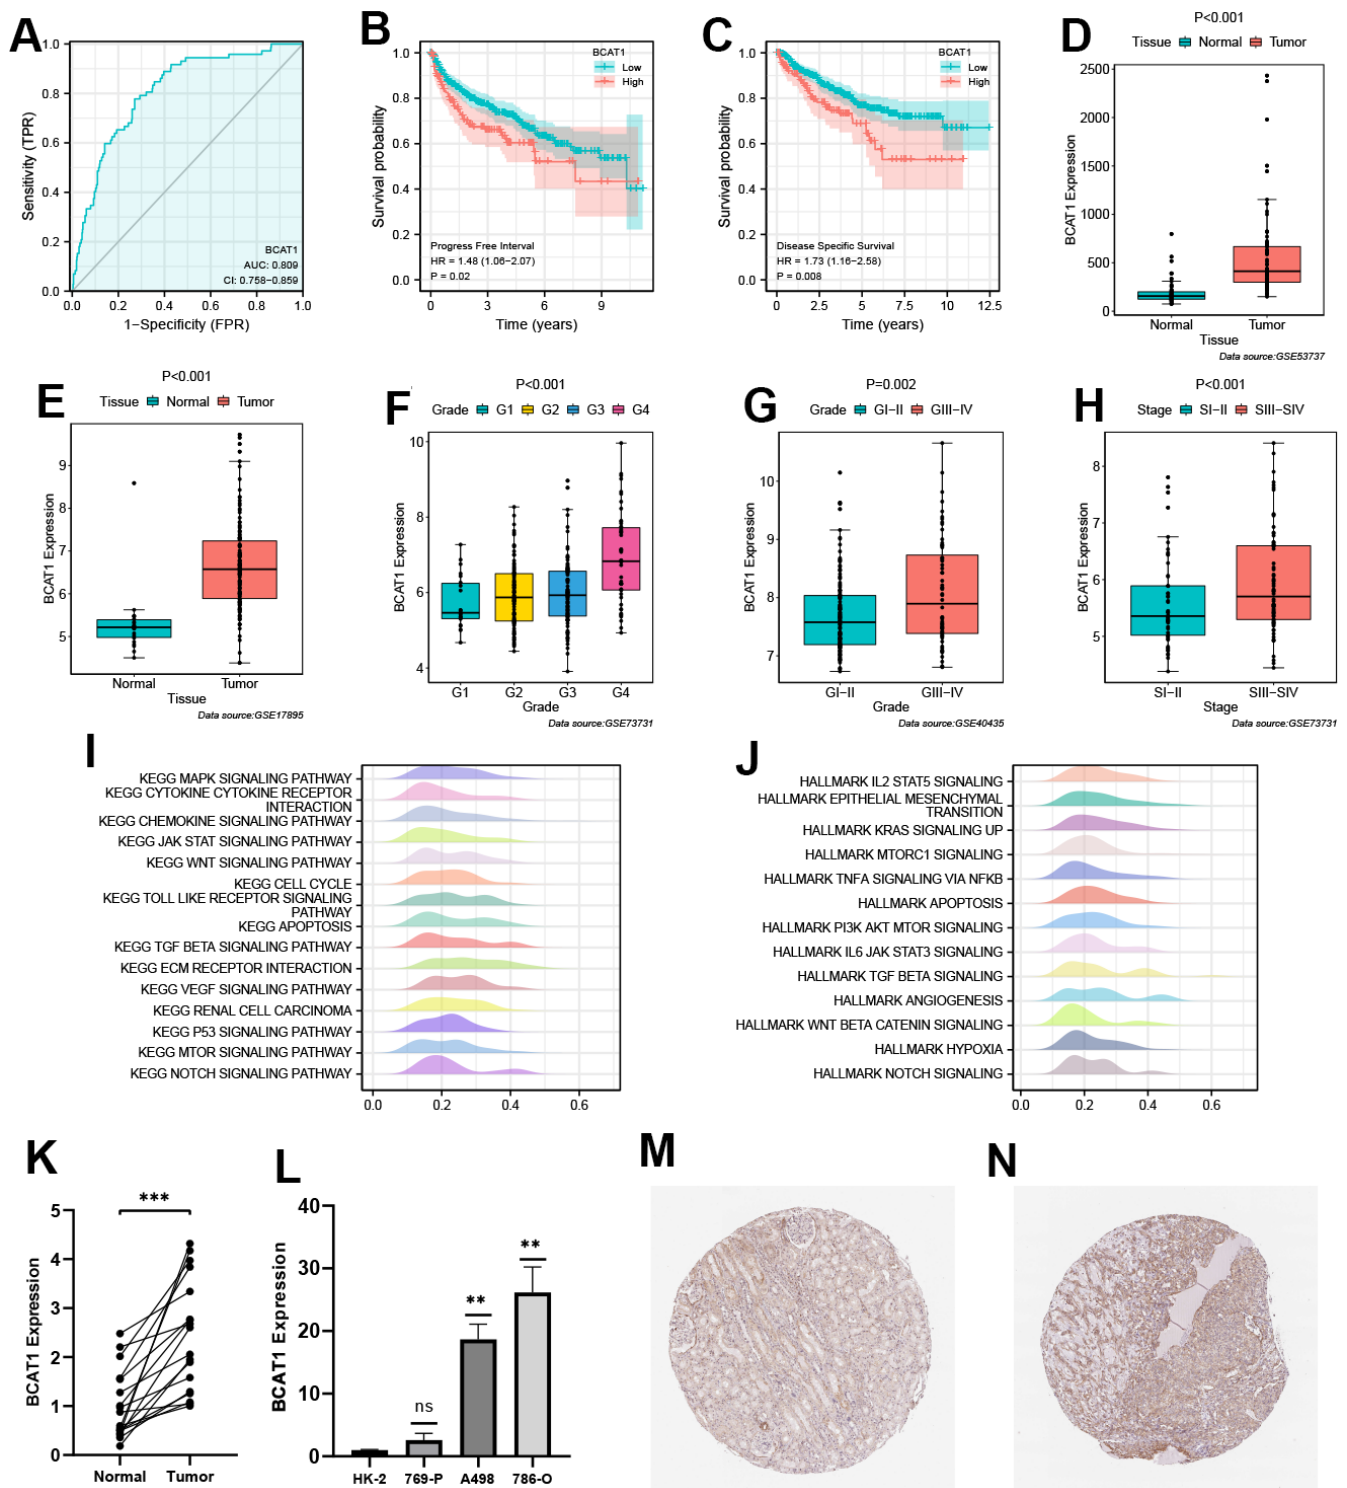 A
1.0
0.8
0.6
0.4
0.2
0.0
Sensitivity (TPR)
BCAT1
AUC: 0.809
CI: 0.758−0.859
0.0 0.2 0.4 0.6 0.8 1.0
1−Specificity (FPR)
B
BCAT1
Low
High
1.0
0.8
0.6
0.4
0.2
0.0
Survival probability
Progress Free Interval
HR = 1.48 (1.06−2.07)
P = 0.02
0 3 6 9
Time (years)
C
BCAT1
Low
High
1.0
0.8
0.6
0.4
0.2
0.0
Survival probability
Disease Specific Survival
HR = 1.73 (1.16−2.58)
P = 0.008
0 2.5 5 7.5 10 12.5
Time (years)
D
P<0.001
Tissue Normal Tumor
2500
2000
1500
1000
500
0
BCAT1 Expression
Normal Tumor
Tissue
Data source:GSE53737
E
P<0.001
Tissue Normal Tumor
9
8
7
6
5
BCAT1 Expression
Normal Tumor
Tissue
Data source:GSE17895
F
P<0.001
Grade G1 G2 G3 G4
10
8
6
4
BCAT1 Expression
G1 G2 G3 G4
Grade
Data source:GSE73731
G
P=0.002
Grade GI−II GIII−IV
10
9
8
7
BCAT1 Expression
GI−II GIII−IV
Grade
Data source:GSE40435
H
P<0.001
Stage SI−II SIII−SIV
8
7
6
5
BCAT1 Expression
SI−II SIII−SIV
Stage
Data source:GSE73731
I
KEGG MAPK SIGNALING PATHWAY
KEGG CYTOKINE CYTOKINE RECEPTOR
INTERACTION
KEGG CHEMOKINE SIGNALING PATHWAY
KEGG JAK STAT SIGNALING PATHWAY
KEGG WNT SIGNALING PATHWAY
KEGG CELL CYCLE
KEGG TOLL LIKE RECEPTOR SIGNALING
PATHWAY
KEGG APOPTOSIS
KEGG TGF BETA SIGNALING PATHWAY
KEGG ECM RECEPTOR INTERACTION
KEGG VEGF SIGNALING PATHWAY
KEGG RENAL CELL CARCINOMA
KEGG P53 SIGNALING PATHWAY
KEGG MTOR SIGNALING PATHWAY
KEGG NOTCH SIGNALING PATHWAY
0.0 0.2 0.4 0.6
J
HALLMARK IL2 STAT5 SIGNALING
HALLMARK EPITHELIAL MESENCHYMAL
TRANSITION
HALLMARK KRAS SIGNALING UP
HALLMARK MTORC1 SIGNALING
HALLMARK TNFA SIGNALING VIA NFKB
HALLMARK APOPTOSIS
HALLMARK PI3K AKT MTOR SIGNALING
HALLMARK IL6 JAK STAT3 SIGNALING
HALLMARK TGF BETA SIGNALING
HALLMARK ANGIOGENESIS
HALLMARK WNT BETA CATENIN SIGNALING
HALLMARK HYPOXIA
HALLMARK NOTCH SIGNALING
0.0 0.2 0.4 0.6
K
***
5
4
3
2
1
0
BCAT1 Expression
Normal Tumor
L
40
30
20
10
0
BCAT1 Expression
ns
**
**
HK-2 769-P A498 786-O
M
N